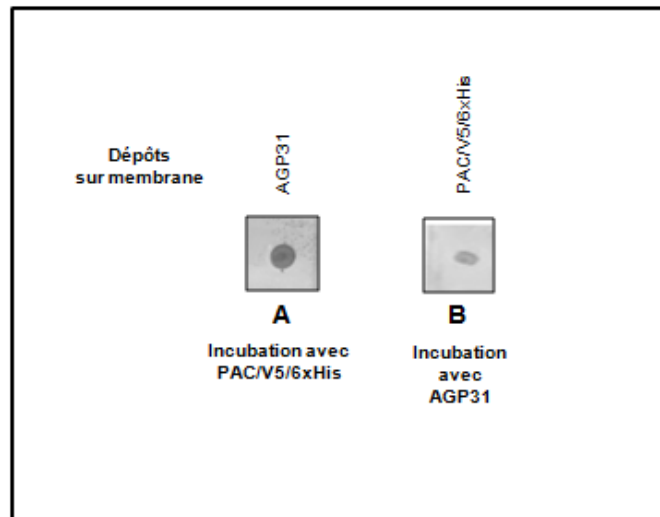 Dépôts
sur membrane
AGP31
PAC/V5/6xHis
A
Incubation avec
PAC/V5/6xHis
B
Incubation
avec
AGP31